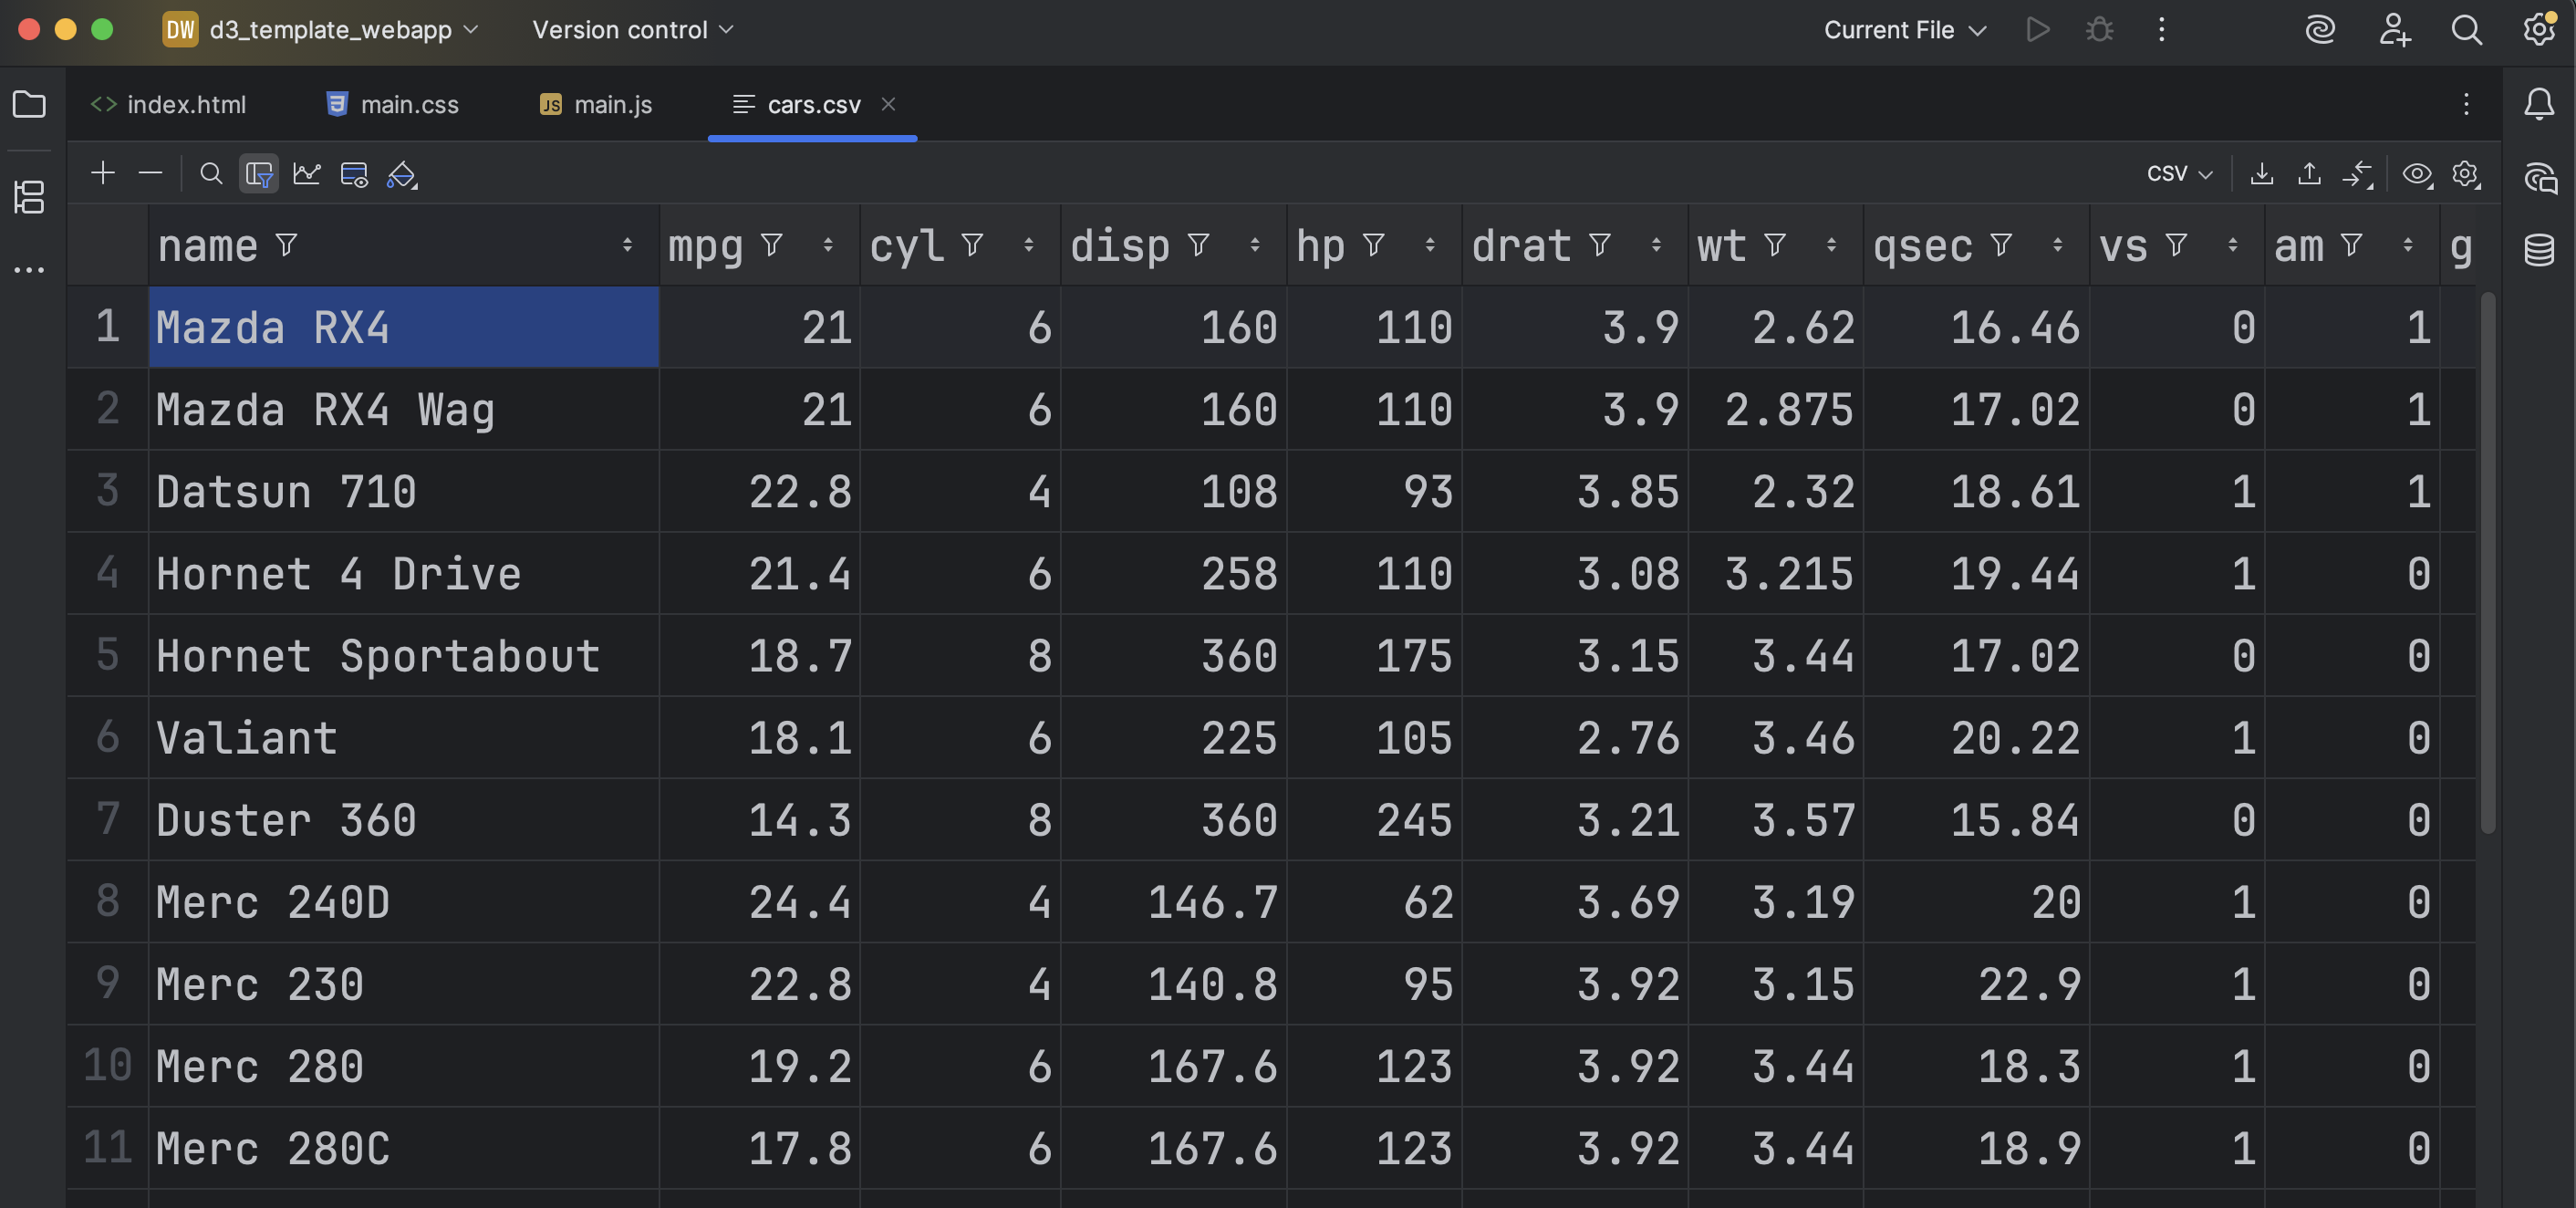 DW d3_template_webapp Version control Current File
index.html main.css JS main.js cars.csv
CSV
name mpg cyl disp hp drat wt qsec vs am g
1 Mazda RX4 21 6 160 110 3.9 2.62 16.46 0 1
2 Mazda RX4 Wag 21 6 160 110 3.9 2.875 17.02 0 1
3 Datsun 710 22.8 4 108 93 3.85 2.32 18.61 1 1
4 Hornet 4 Drive 21.4 6 258 110 3.08 3.215 19.44 1 0
5 Hornet Sportabout 18.7 8 360 175 3.15 3.44 17.02 0 0
6 Valiant 18.1 6 225 105 2.76 3.46 20.22 1 0
7 Duster 360 14.3 8 360 245 3.21 3.57 15.84 0 0
8 Merc 240D 24.4 4 146.7 62 3.69 3.19 20 1 0
9 Merc 230 22.8 4 140.8 95 3.92 3.15 22.9 1 0
10 Merc 280 19.2 6 167.6 123 3.92 3.44 18.3 1 0
11 Merc 280C 17.8 6 167.6 123 3.92 3.44 18.9 1 0